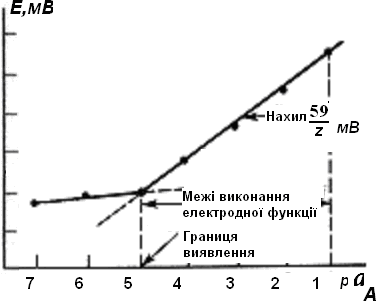 E,мВ
Нахил 59/z мВ
Межі виконання
електродної функції
Границя
виявлення
7 6 5 4 3 2 1 p a A